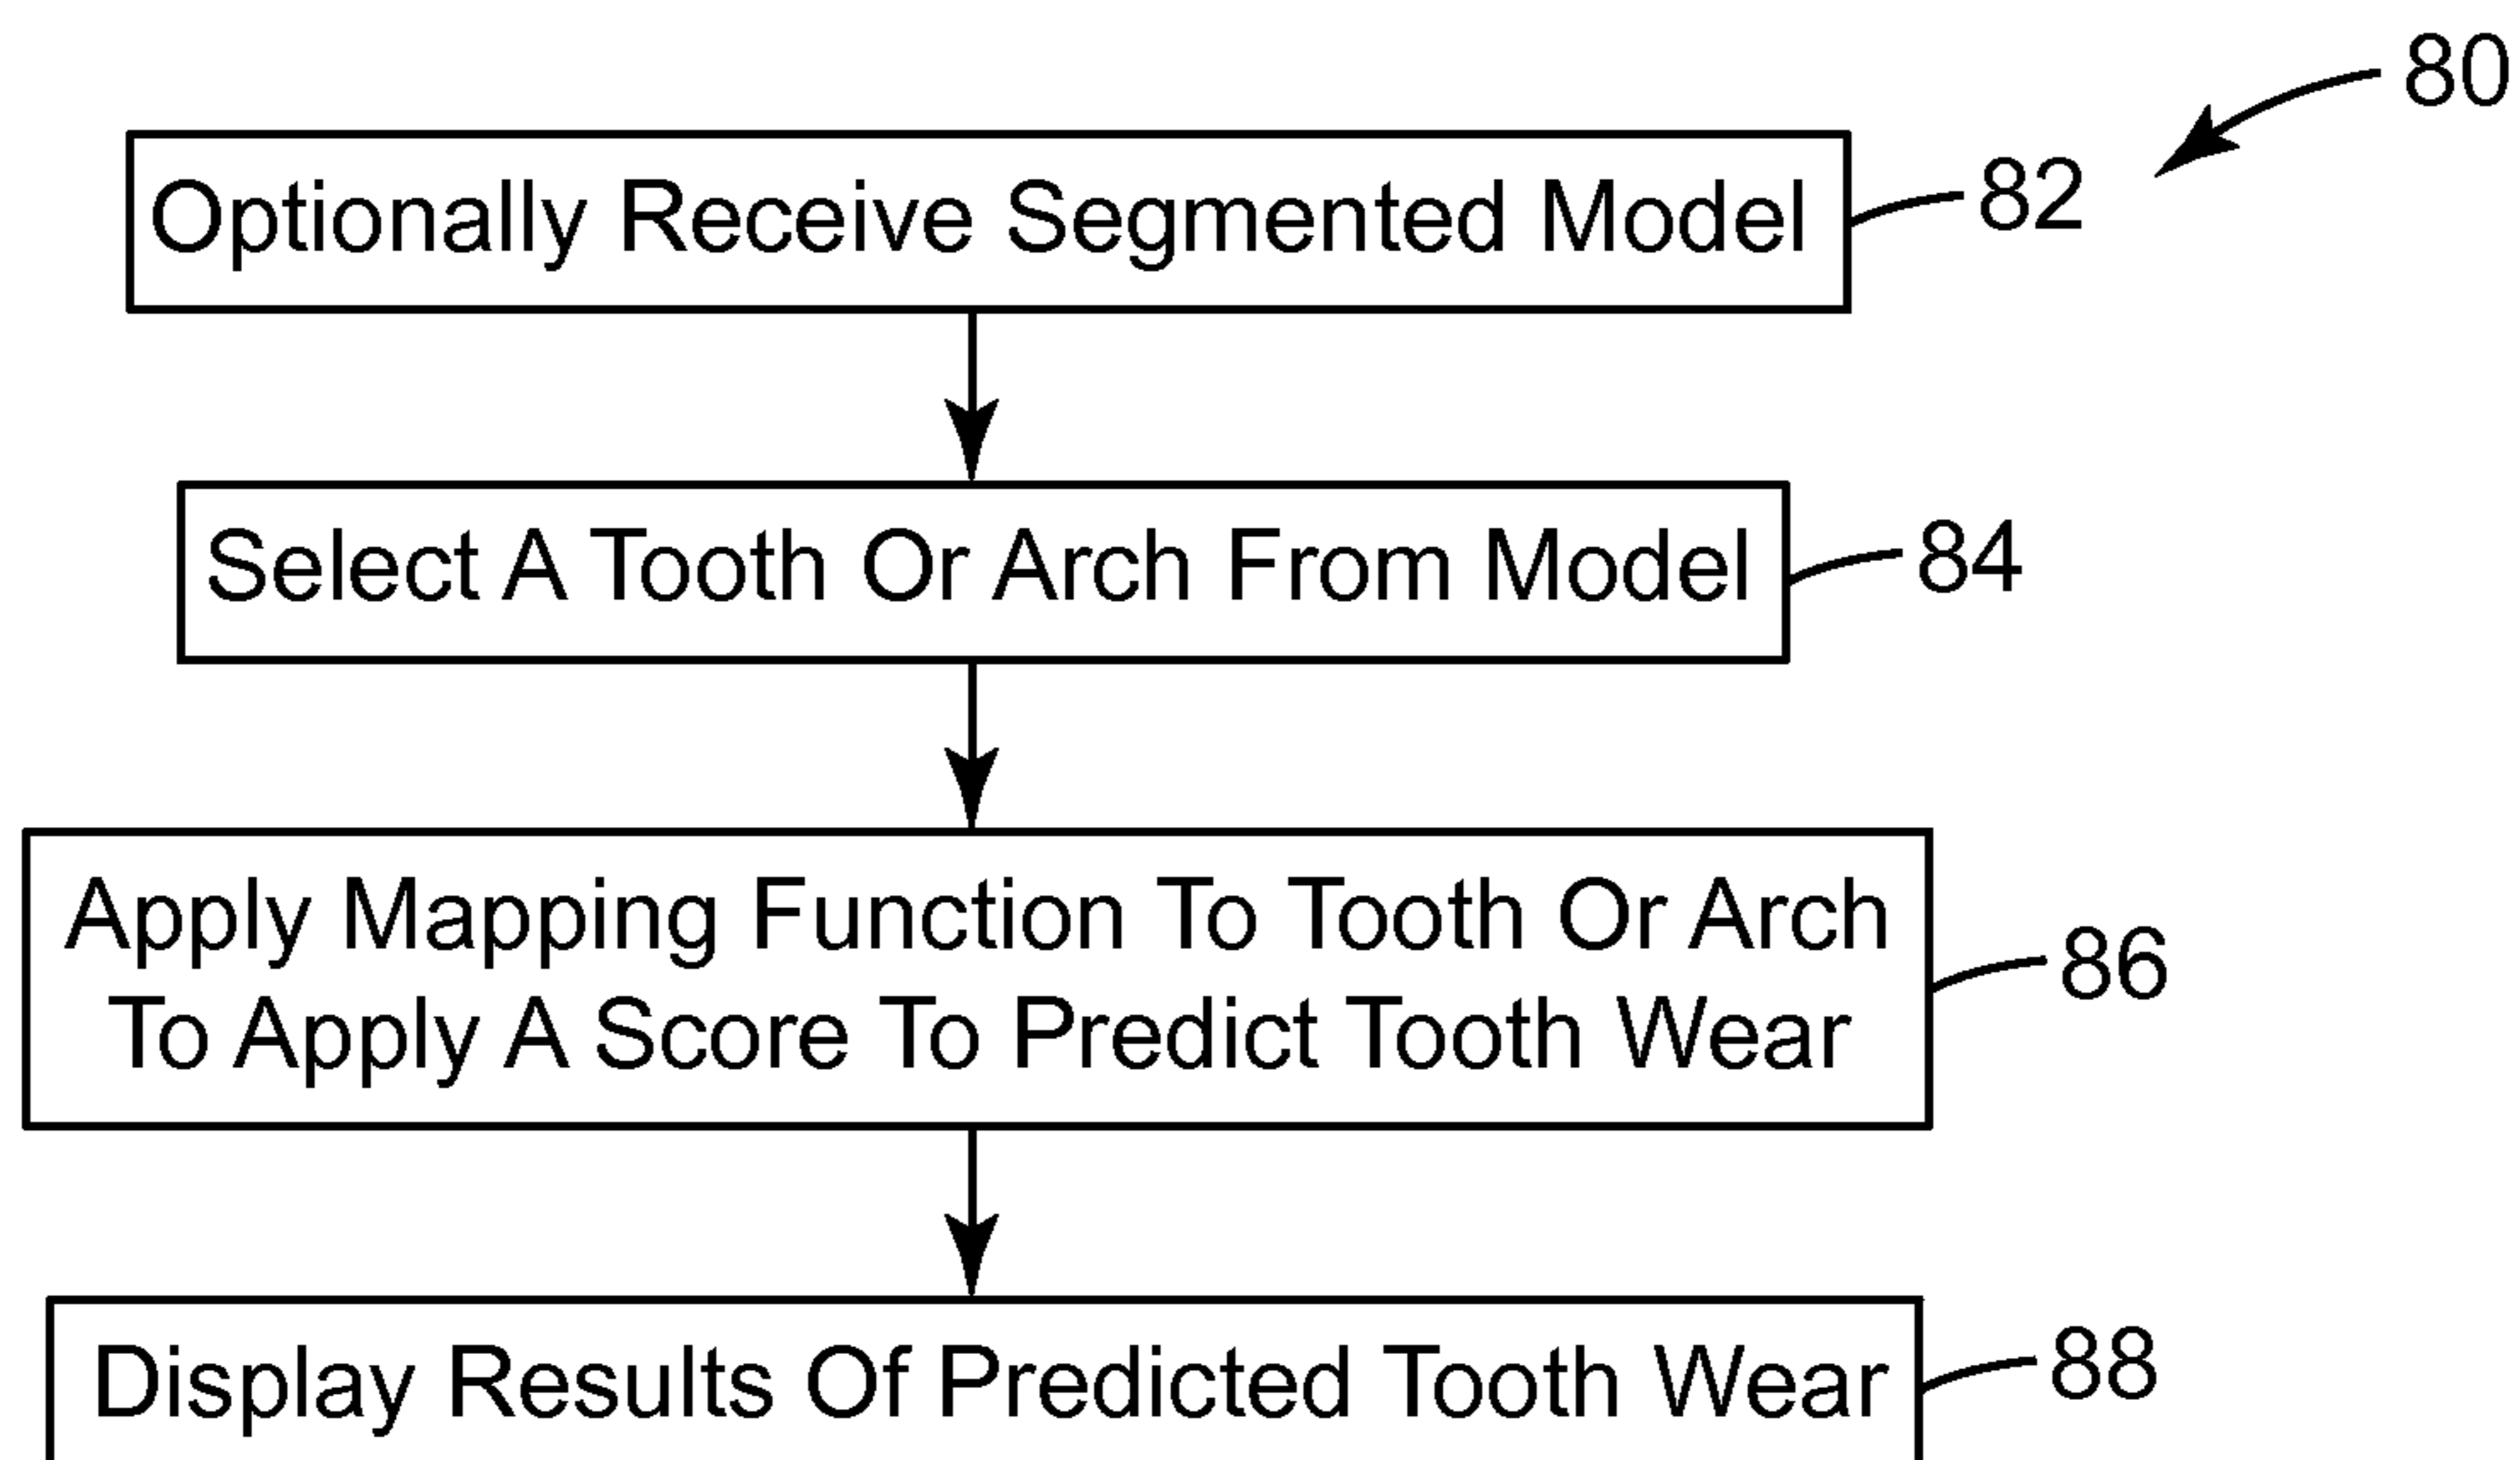 80
Optionally Receive Segmented Model
82
Select A Tooth Or Arch From Model
84
Apply Mapping Function To Tooth Or Arch
To Apply A Score To Predict Tooth Wear
86
Display Results Of Predicted Tooth Wear
88